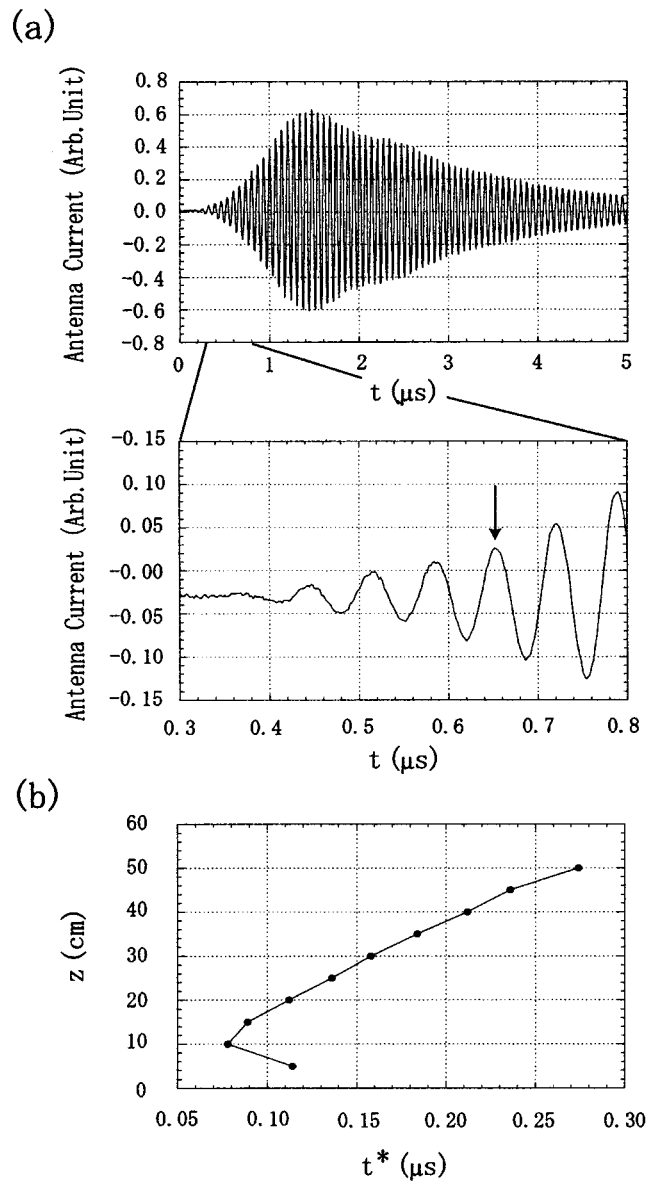 (a)
Antenna Current (Arb. Unit)
0.8
0.6
0.4
0.2
0.0
-0.2
-0.4
-0.6
-0.8
0 1 2 3 4 5
t (μs)
Antenna Current (Arb. Unit)
-0.15
0.10
0.05
-0.00
-0.05
-0.10
-0.15
0.3 0.4 0.5 0.6 0.7 0.8
t (μs)
(b)
z (cm)
60
50
40
30
20
10
0
0.05 0.10 0.15 0.20 0.25 0.30
t* (μs)